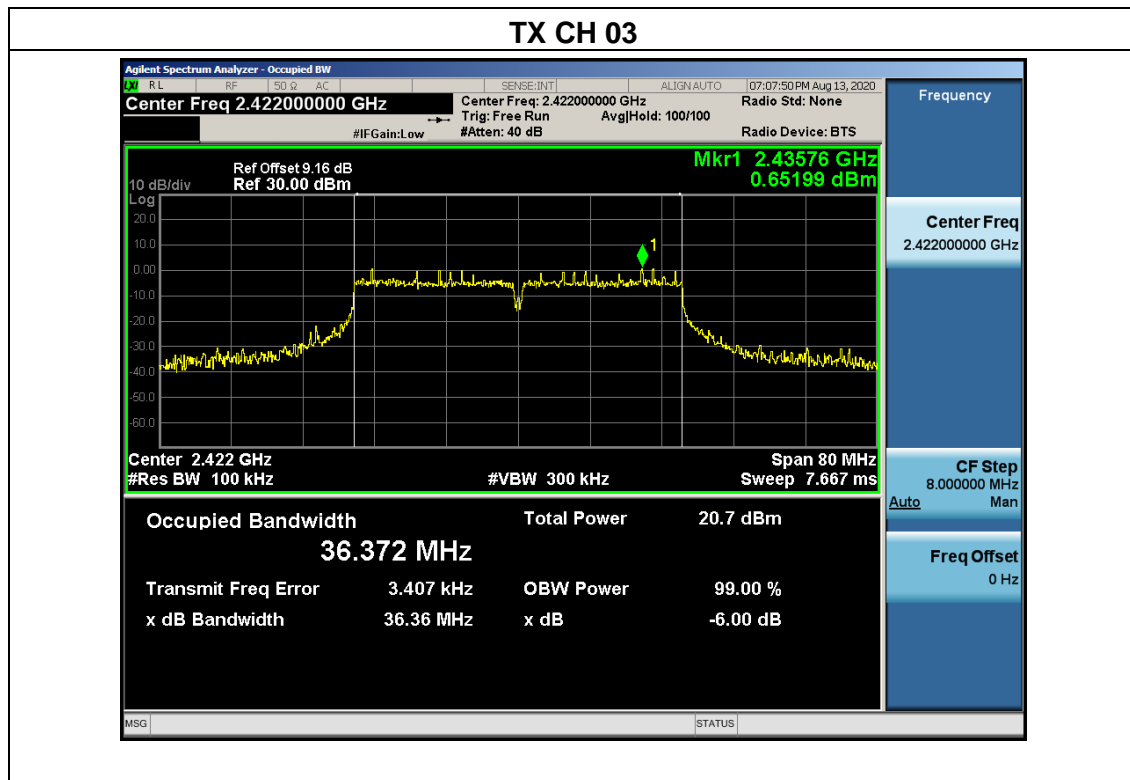 TX CH 03
Agilent Spectrum Analyzer - Occupied BW
LXI RL RF 50 Ω AC SENSE:INT ALIGN AUTO 07:07:50 PM Aug 13, 2020
Center Freq 2.422000000 GHz
Center Freq: 2.422000000 GHz
Radio Std: None
Trig: Free Run Avg|Hold: 100/100
#IFGain:Low
#Atten: 40 dB
Radio Device: BTS
Frequency
Ref Offset 9.16 dB
Mkr1 2.43576 GHz
10 dB/div Ref 30.00 dBm
0.65199 dBm
Log
20.0
10.0
0.00
-10.0
-20.0
-30.0
-40.0
-50.0
-60.0
1
Center 2.422 GHz
Span 80 MHz
#Res BW 100 kHz
#VBW 300 kHz
Sweep 7.667 ms
Center Freq
2.422000000 GHz
CF Step
8.000000 MHz
Auto Man
Freq Offset
0 Hz
Occupied Bandwidth
36.372 MHz
Total Power 20.7 dBm
Transmit Freq Error 3.407 kHz
OBW Power 99.00 %
x dB Bandwidth 36.36 MHz
x dB -6.00 dB
MSG
STATUS